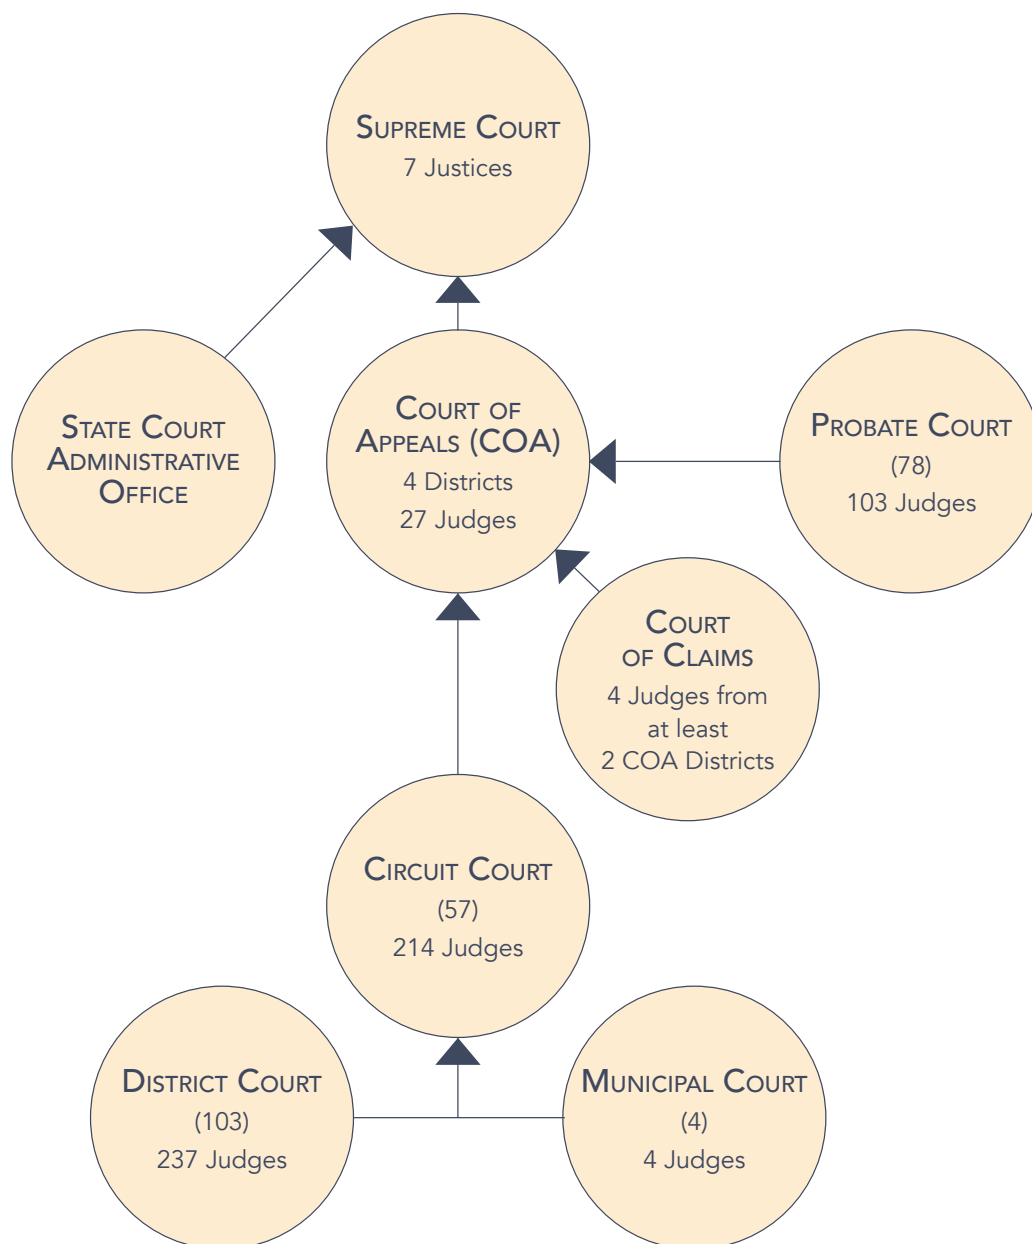 Supreme Court
7 Justices
State Court
Administrative
Office
Court of
Appeals (COA)
4 Districts
27 Judges
Probate Court
(78)
103 Judges
Court
of Claims
4 Judges from
at least
2 COA Districts
Circuit Court
(57)
214 Judges
District Court
(103)
237 Judges
Municipal Court
(4)
4 Judges